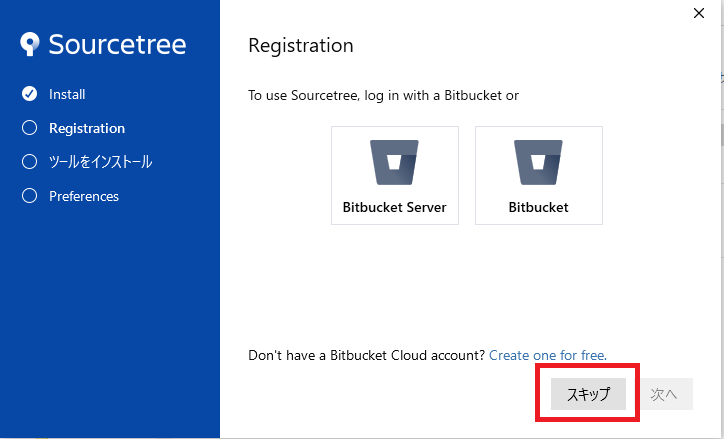 Sourcetree
Install
Registration
ツールをインストール
Preferences
Registration
To use Sourcetree, log in with a Bitbucket or
Bitbucket Server
Bitbucket
Don't have a Bitbucket Cloud account? Create one for free.
スキップ
次へ